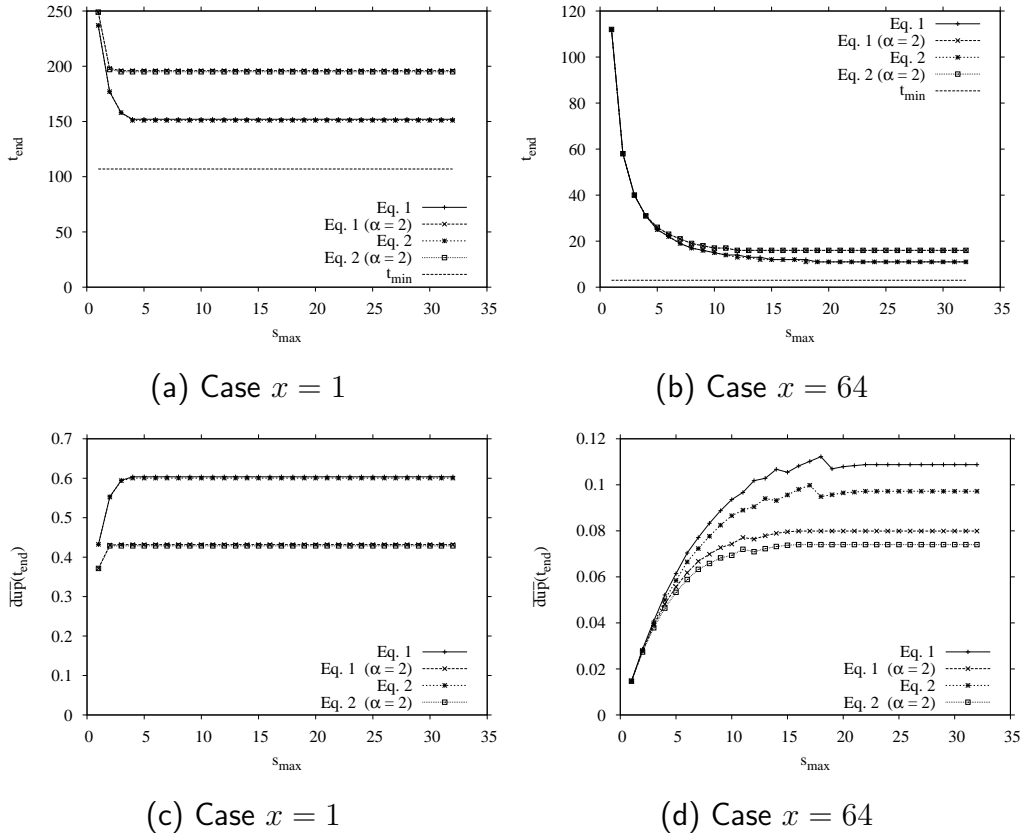 250
200
150
100
50
0
t_end
Eq. 1
Eq. 1 (α = 2)
Eq. 2
Eq. 2 (α = 2)
t_min
0 5 10 15 20 25 30 35
s_max
(a) Case x = 1
120
100
80
60
40
20
0
t_end
Eq. 1
Eq. 1 (α = 2)
Eq. 2
Eq. 2 (α = 2)
t_min
0 5 10 15 20 25 30 35
s_max
(b) Case x = 64
0.7
0.6
0.5
0.4
0.3
0.2
0.1
0
dup(t_end)
Eq. 1
Eq. 1 (α = 2)
Eq. 2
Eq. 2 (α = 2)
0 5 10 15 20 25 30 35
s_max
(c) Case x = 1
0.12
0.1
0.08
0.06
0.04
0.02
0
dup(t_end)
Eq. 1
Eq. 1 (α = 2)
Eq. 2
Eq. 2 (α = 2)
0 5 10 15 20 25 30 35
s_max
(d) Case x = 64